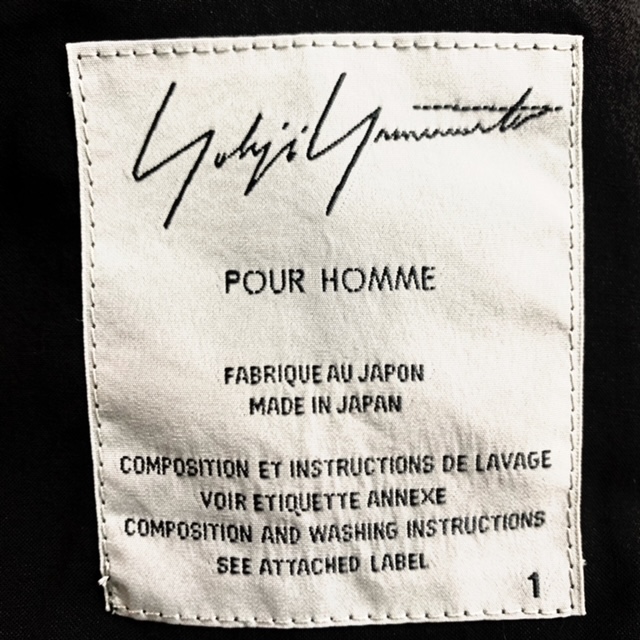 Yohji Yamamoto
POUR HOMME
FABRIQUE AU JAPON
MADE IN JAPAN
COMPOSITION ET INSTRUCTIONS DE LAVAGE
VOIR ETIQUETTE ANNEXE
COMPOSITION AND WASHING INSTRUCTIONS
SEE ATTACHED LABEL
1